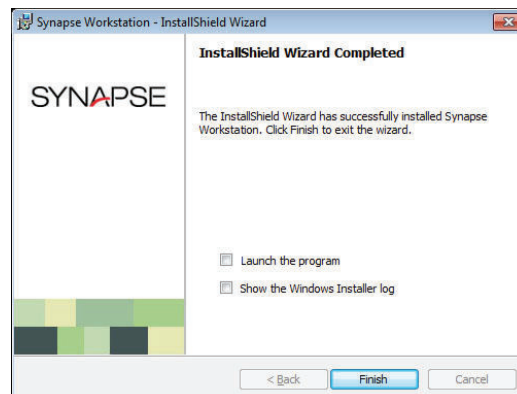 Synapse Workstation - InstallShield Wizard
InstallShield Wizard Completed
SYNAPSE
The InstallShield Wizard has successfully installed Synapse
Workstation. Click Finish to exit the wizard.
Launch the program
Show the Windows Installer log
< Back
Finish
Cancel